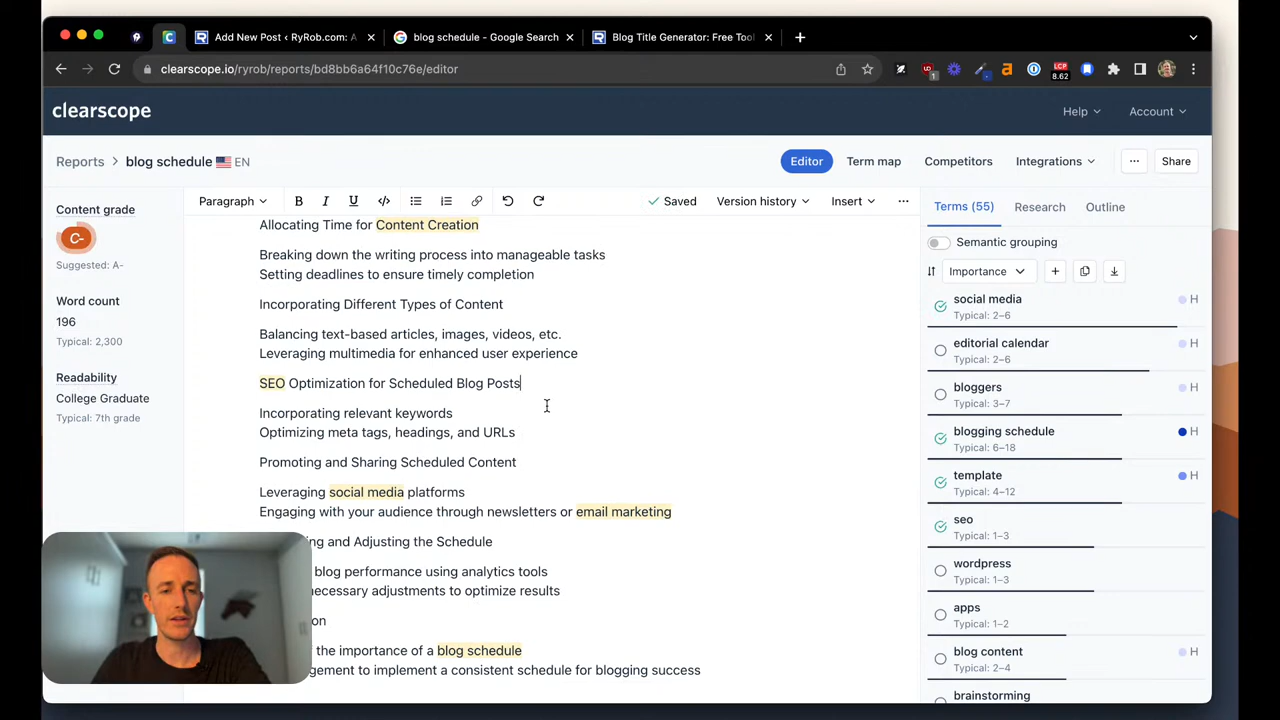 Add New Post ‹ RyRob.com: A
blog schedule - Google Search
Blog Title Generator: Free Tool
clearscope.io/ryrob/reports/bd8bb6a64f10c76e/editor
1
LCP
8.62
clearscope
Help
Account
Reports
blog schedule
EN
Editor
Term map
Competitors
Integrations
Share
Content grade
C-
Suggested: A-
Word count
196
Typical: 2,300
Readability
College Graduate
Typical: 7th grade
Paragraph
B
I
U
Saved
Version history
Insert
Allocating Time for Content Creation
Breaking down the writing process into manageable tasks
Setting deadlines to ensure timely completion
Incorporating Different Types of Content
Balancing text-based articles, images, videos, etc.
Leveraging multimedia for enhanced user experience
SEO Optimization for Scheduled Blog Posts
Incorporating relevant keywords
Optimizing meta tags, headings, and URLs
Promoting and Sharing Scheduled Content
Leveraging social media platforms
Engaging with your audience through newsletters or email marketing
and Adjusting the Schedule
blog performance using analytics tools
adjustments to optimize results
the importance of a blog schedule
to implement a consistent schedule for blogging success
Terms (55)
Research
Outline
Semantic grouping
Importance
social media
Typical: 2–6
H
editorial calendar
Typical: 2–6
H
bloggers
Typical: 3–7
H
blogging schedule
Typical: 6–18
H
template
Typical: 4–12
H
seo
Typical: 1–3
wordpress
Typical: 1–3
apps
Typical: 1–2
blog content
Typical: 2–4
H
brainstorming